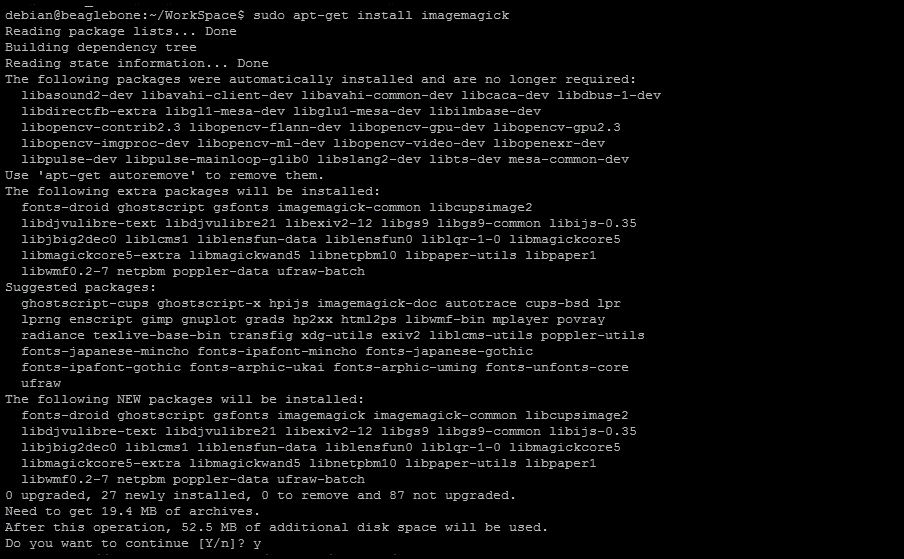 debian@beaglebone:~/WorkSpace$ sudo apt-get install imagemagick
Reading package lists... Done
Building dependency tree
Reading state information... Done
The following packages were automatically installed and are no longer required:
  libasound2-dev libavahi-client-dev libavahi-common-dev libcaca-dev libdbus-1-dev
  libdirectfb-extra libgl1-mesa-dev libglu1-mesa-dev libilmbase-dev
  libopencv-contrib2.3 libopencv-flann-dev libopencv-gpu-dev libopencv-gpu2.3
  libopencv-imgproc-dev libopencv-ml-dev libopencv-video-dev libopenexr-dev
  libpulse-dev libpulse-mainloop-glib0 libslang2-dev libts-dev mesa-common-dev
Use 'apt-get autoremove' to remove them.
The following extra packages will be installed:
  fonts-droid ghostscript gsfonts imagemagick-common libcupsimage2
  libdjvulibre-text libdjvulibre21 libexiv2-12 libgs9 libgs9-common libijs-0.35
  libjbig2dec0 liblcms1 liblensfun-data liblensfun0 liblqr-1-0 libmagickcore5
  libmagickcore5-extra libmagickwand5 libnetpbm10 libpaper-utils libpaper1
  libwmf0.2-7 netpbm poppler-data ufraw-batch
Suggested packages:
  ghostscript-cups ghostscript-x hpijs imagemagick-doc autotrace cups-bsd lpr
  lprng enscript gimp gnuplot grads hp2xx html2ps libwmf-bin mplayer povray
  radiance texlive-base-bin transfig xdg-utils exiv2 liblcms-utils poppler-utils
  fonts-japanese-mincho fonts-ipafont-mincho fonts-japanese-gothic
  fonts-ipafont-gothic fonts-arphic-ukai fonts-arphic-uming fonts-unfonts-core
  ufraw
The following NEW packages will be installed:
  fonts-droid ghostscript gsfonts imagemagick imagemagick-common libcupsimage2
  libdjvulibre-text libdjvulibre21 libexiv2-12 libgs9 libgs9-common libijs-0.35
  libjbig2dec0 liblcms1 liblensfun-data liblensfun0 liblqr-1-0 libmagickcore5
  libmagickcore5-extra libmagickwand5 libnetpbm10 libpaper-utils libpaper1
  libwmf0.2-7 netpbm poppler-data ufraw-batch
0 upgraded, 27 newly installed, 0 to remove and 87 not upgraded.
Need to get 19.4 MB of archives.
After this operation, 52.5 MB of additional disk space will be used.
Do you want to continue [Y/n]? y